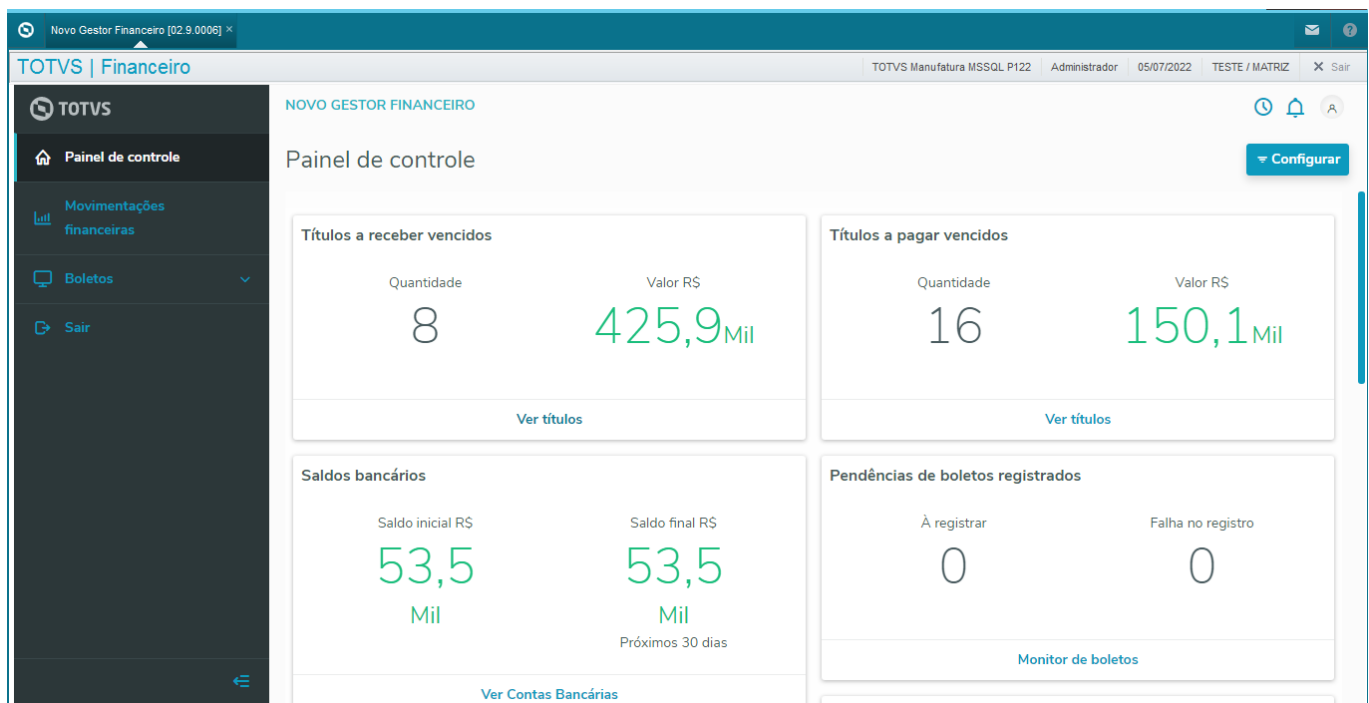 Novo Gestor Financeiro [02.9.0006] ×
TOTVS | Financeiro
TOTVS Manufatura MSSQL P122 Administrador 05/07/2022 TESTE / MATRIZ × Sair
TOTVS
Painel de controle
Movimentações
financeiras
Boletos
Sair
NOVO GESTOR FINANCEIRO
Painel de controle
Configurar
Títulos a receber vencidos
Quantidade Valor R$
8 425,9 Mil
Ver títulos
Títulos a pagar vencidos
Quantidade Valor R$
16 150,1 Mil
Ver títulos
Saldos bancários
Saldo inicial R$ Saldo final R$
53,5 53,5
Mil Mil
Próximos 30 dias
Ver Contas Bancárias
Pendências de boletos registrados
À registrar Falha no registro
0 0
Monitor de boletos